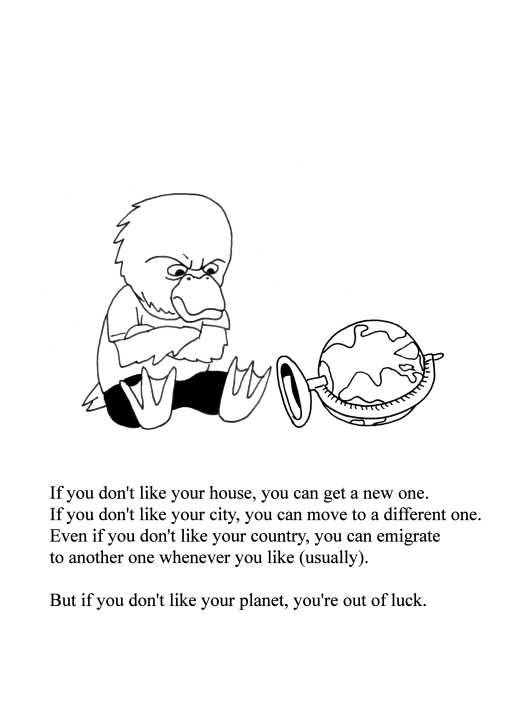 If you don't like your house, you can get a new one.
If you don't like your city, you can move to a different one.
Even if you don't like your country, you can emigrate
to another one whenever you like (usually).
But if you don't like your planet, you're out of luck.